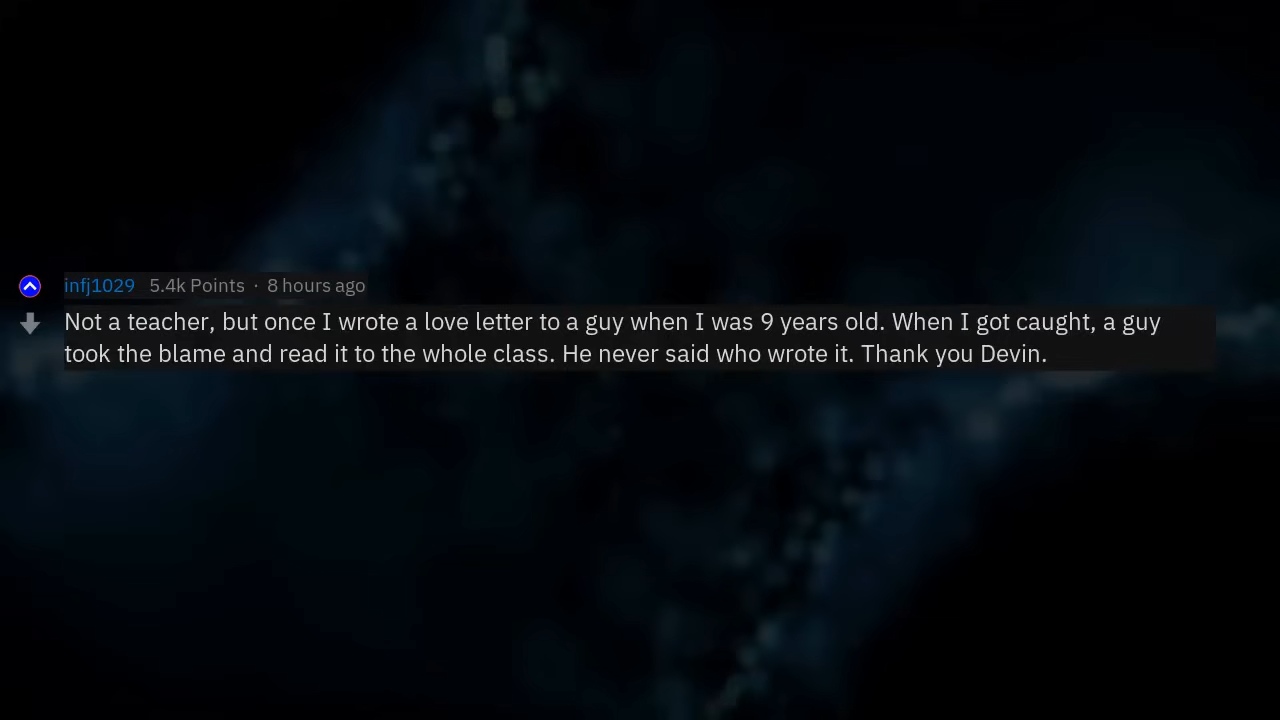 infj1029 5.4k Points · 8 hours ago
Not a teacher, but once I wrote a love letter to a guy when I was 9 years old. When I got caught, a guy
took the blame and read it to the whole class. He never said who wrote it. Thank you Devin.